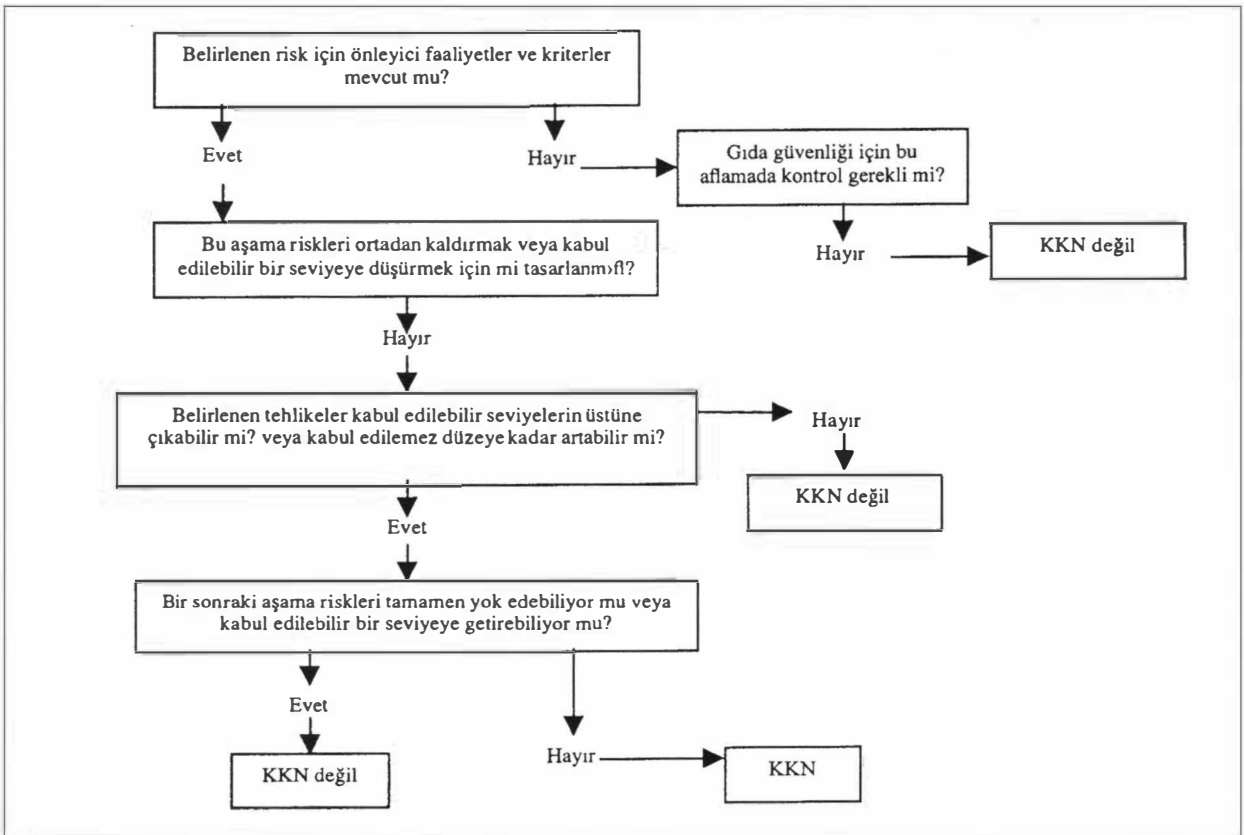 Belirlenen risk için önleyici faaliyetler ve kriterler
mevcut mu?
Evet
Hayır
Gıda güvenliği için bu
aflamada kontrol gerekli mi?
Bu aşama riskleri ortadan kaldırmak veya kabul
edilebilir bir seviyeye düşürmek için mi tasarlanm›fl?
Hayır
KKN değil
Hayır
Belirlenen tehlikeler kabul edilebilir seviyelerin üstüne
çıkabilir mi? veya kabul edilemez düzeye kadar artabilir mi?
Hayır
KKN değil
Evet
Bir sonraki aşama riskleri tamamen yok edebiliyor mu veya
kabul edilebilir bir seviyeye getirebiliyor mu?
Evet
KKN değil
Hayır
KKN